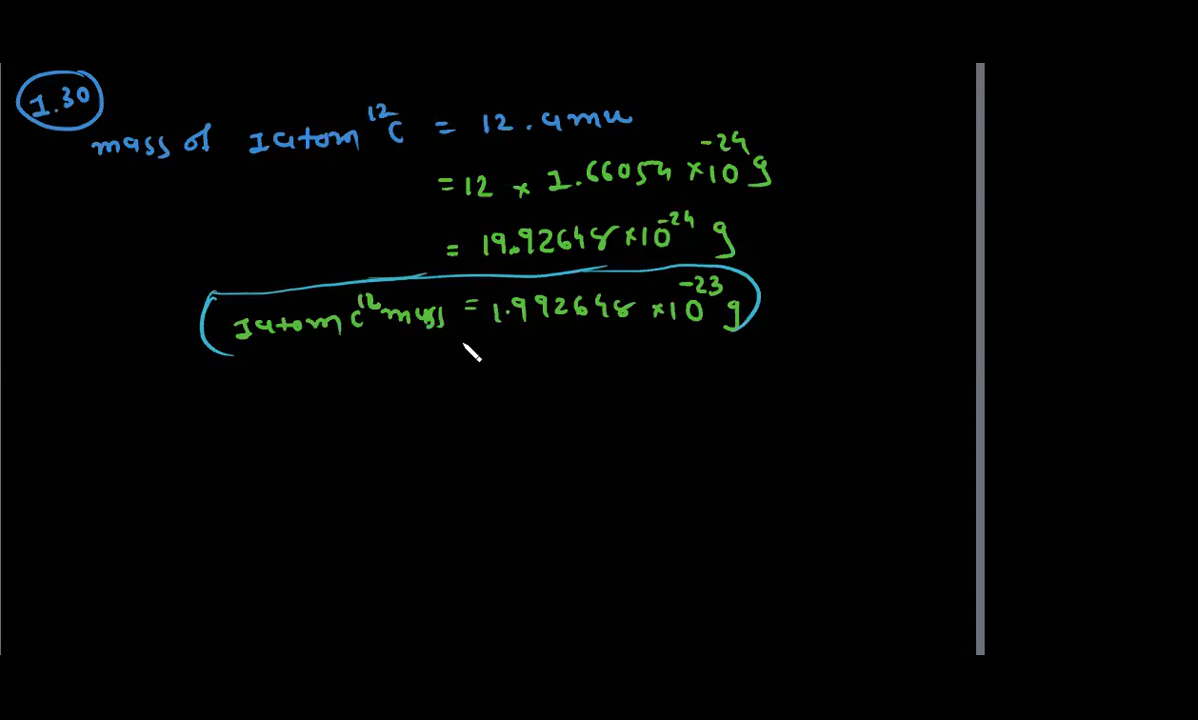 1.30
mass of 1 atom ¹²C = 12 . amu
= 12 × 1.66054 × 10⁻²⁴ g
= 19.92648 × 10⁻²⁴ g
1 atom C¹² mass = 1.992648 × 10⁻²³ g